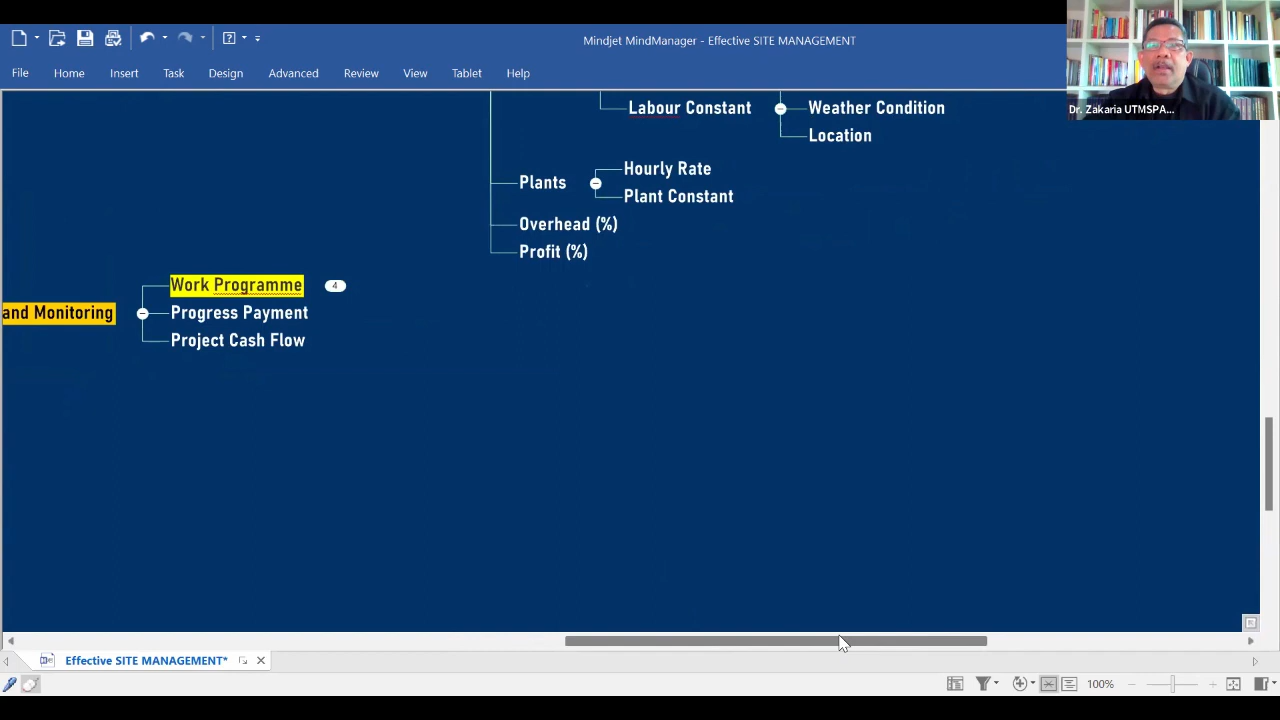 Mindjet MindManager - Effective SITE MANAGEMENT
File Home Insert Task Design Advanced Review View Tablet Help
Dr. Zakaria UTMSPA...
Labour Constant
Weather Condition
Location
Plants
Hourly Rate
Plant Constant
Overhead (%)
Profit (%)
Work Programme 4
and Monitoring
Progress Payment
Project Cash Flow
Effective SITE MANAGEMENT*
100%